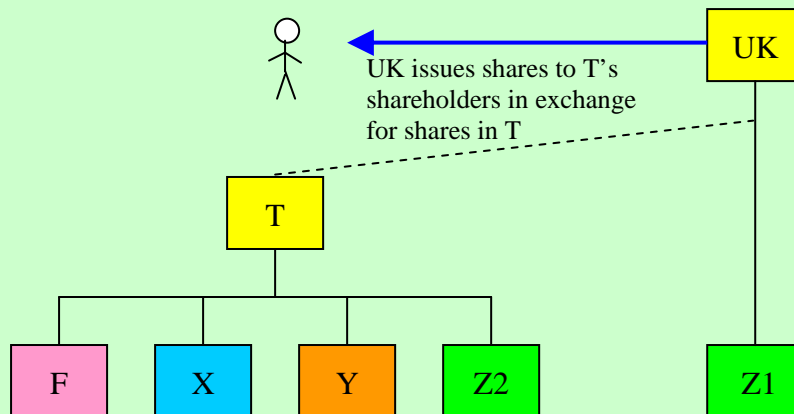 UK
UK issues shares to T’s
shareholders in exchange
for shares in T
T
F
X
Y
Z2
Z1